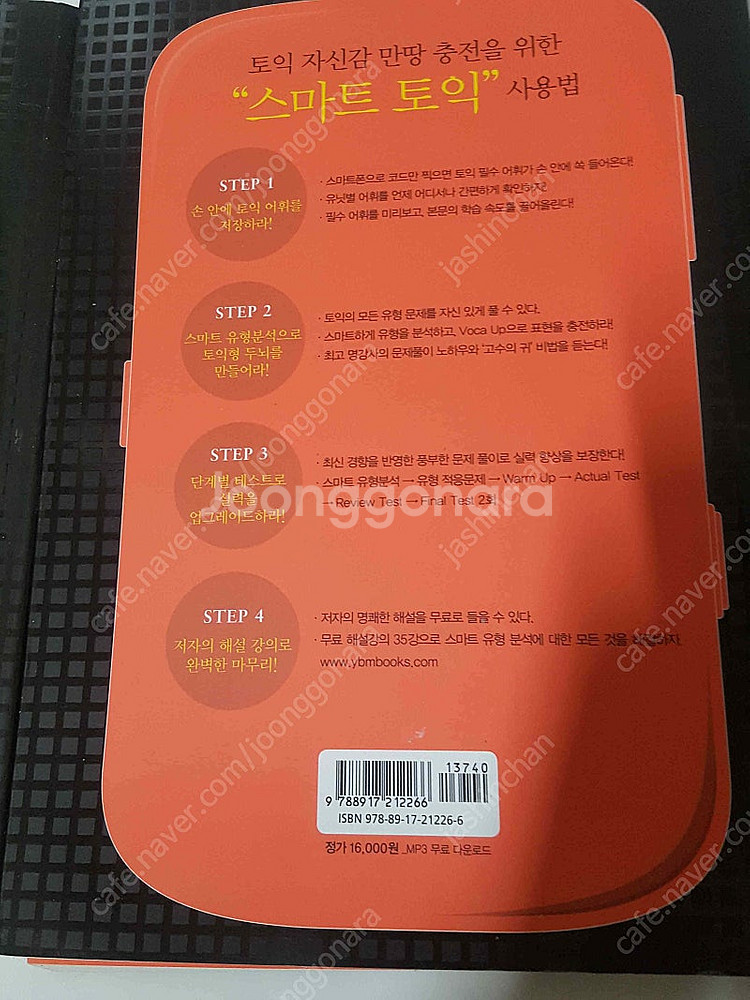 토익 자신감 만땅 충전을 위한
“스마트 토익” 사용법
STEP 1
손 안에 토익 어휘를
저장하라!
· 스마트폰으로 코드만 찍으면 토익 필수 어휘가 손 안에 쏙 들어온다!
· 유닛별 어휘를 언제 어디서나 간편하게 확인하자!
· 필수 어휘를 미리보고, 본문의 학습 속도를 끌어올린다!
STEP 2
스마트 유형분석으로
토익형 두뇌를
만들어라!
· 토익의 모든 유형 문제를 자신 있게 풀 수 있다.
· 스마트하게 유형을 분석하고, Voca Up으로 표현을 충전하라!
· 최고 명강사의 문제풀이 노하우와 ‘고수의 귀’ 비법을 듣는다!
STEP 3
단계별 테스트로
실력을
업그레이드하라!
· 최신 경향을 반영한 풍부한 문제 풀이로 실력 향상을 보장한다!
· 스마트 유형분석 → 유형 적응문제 → Warm Up → Actual Test
→ Review Test → Final Test 2회
STEP 4
저자의 해설 강의로
완벽한 마무리!
· 저자의 명쾌한 해설을 무료로 들을 수 있다.
· 무료 해설강의 35강으로 스마트 유형 분석에 대한 모든 것을
www.ybmbooks.com
13740
9 788917 212266
ISBN 978-89-17-21226-6
정가 16,000원 _MP3 무료 다운로드
Joonggonara
cafe.naver.com/joonggonara
jashinchan